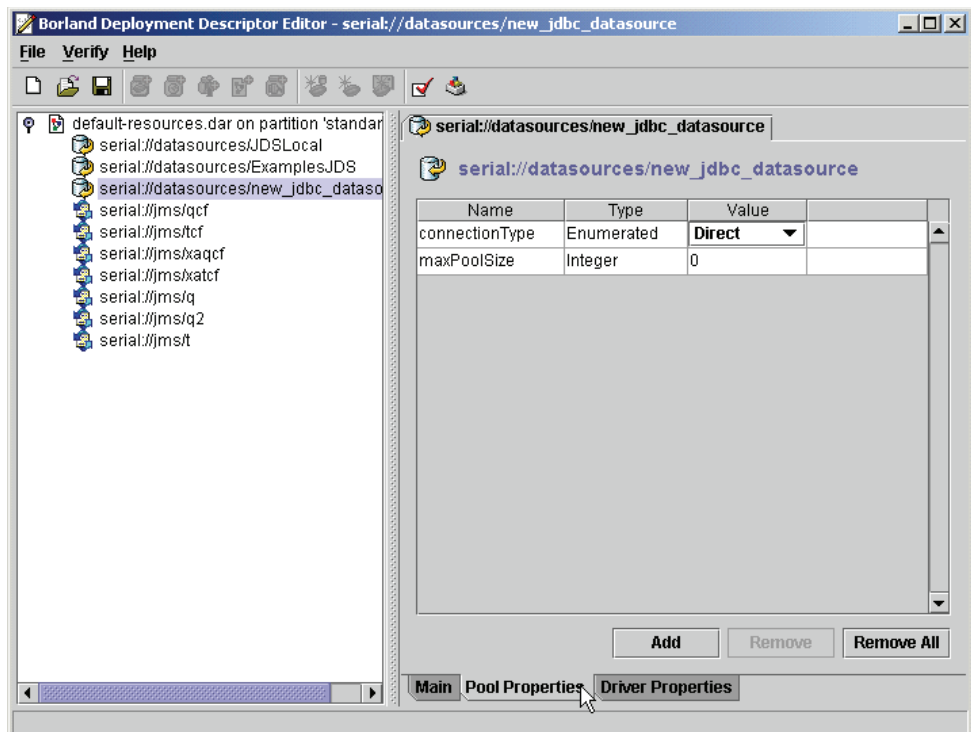 Borland Deployment Descriptor Editor - serial://datasources/new_jdbc_datasource
File Verify Help
default-resources.dar on partition 'standar
serial://datasources/JDSLocal
serial://datasources/ExamplesJDS
serial://datasources/new_jdbc_dataso
serial://jms/qcf
serial://jms/tcf
serial://jms/xaqcf
serial://jms/xatcf
serial://jms/q
serial://jms/q2
serial://jms/t
serial://datasources/new_jdbc_datasource
serial://datasources/new_jdbc_datasource
Name Type Value
connectionType Enumerated Direct
maxPoolSize Integer 0
Add Remove Remove All
Main Pool Properties Driver Properties